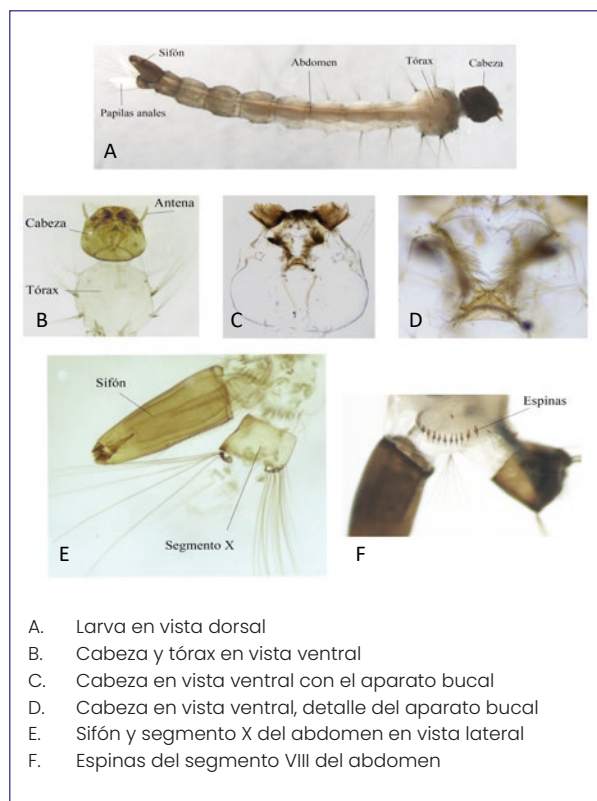 Sifón
Abdomen
Tórax
Cabeza
Papilas anales
A
Antena
Cabeza
Tórax
B
C
D
Sifón
Segmento X
E
Espinas
F
A. Larva en vista dorsal
B. Cabeza y tórax en vista ventral
C. Cabeza en vista ventral con el aparato bucal
D. Cabeza en vista ventral, detalle del aparato bucal
E. Sifón y segmento X del abdomen en vista lateral
F. Espinas del segmento VIII del abdomen